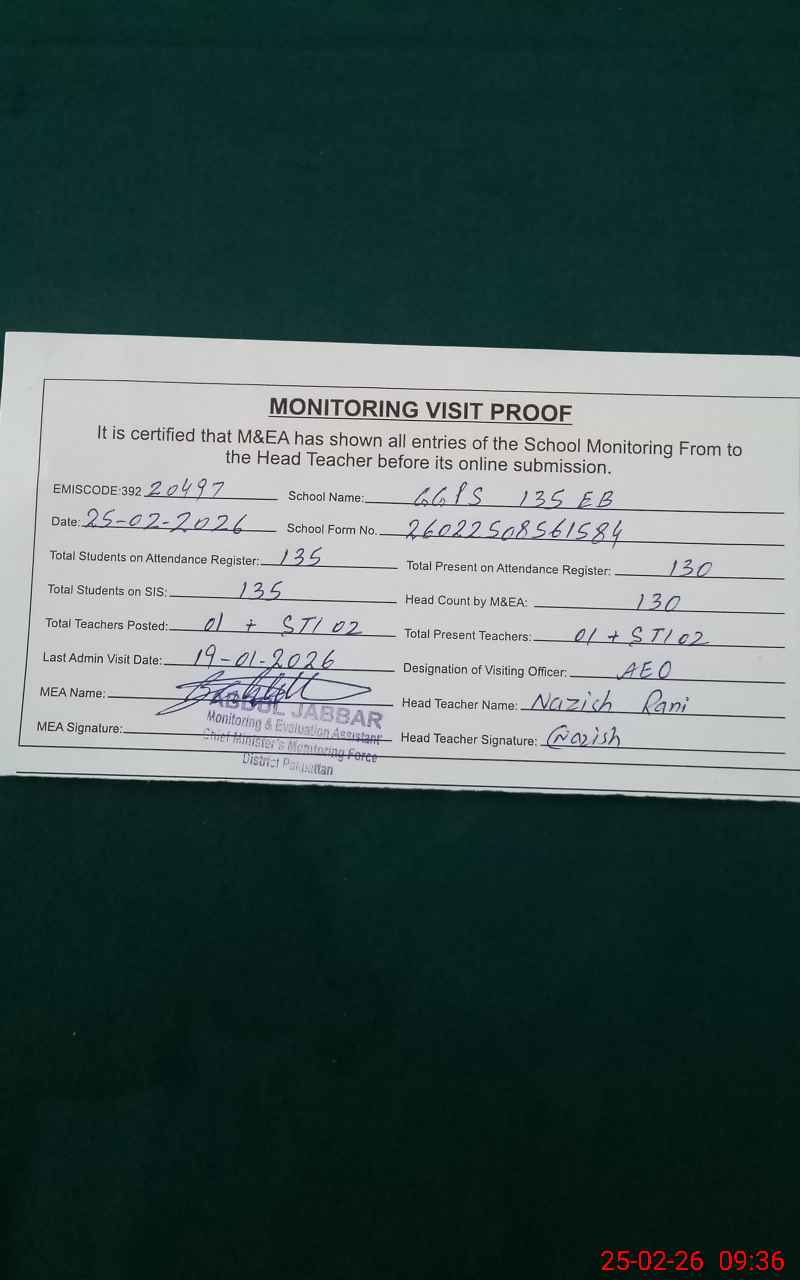 MONITORING VISIT PROOF
It is certified that M&EA has shown all entries of the School Monitoring From to
the Head Teacher before its online submission.
EMISCODE:392 20497 School Name: GGPS 135 EB
Date: 25-02-2026 School Form No. 26022508561584
Total Students on Attendance Register: 135 Total Present on Attendance Register: 130
Total Students on SIS: 135 Head Count by M&EA: 130
Total Teachers Posted: 01 + STI 02 Total Present Teachers: 01 + STI 02
Last Admin Visit Date: 19-01-2026 Designation of Visiting Officer: AEO
MEA Name: Head Teacher Name: Nazish Rani
ABDUL JABBAR
Monitoring & Evaluation Assistant
MEA Signature: Head Teacher Signature: Nazish
Chief Minister's Monitoring Force
District Pakpattan
25-02-26 09:36